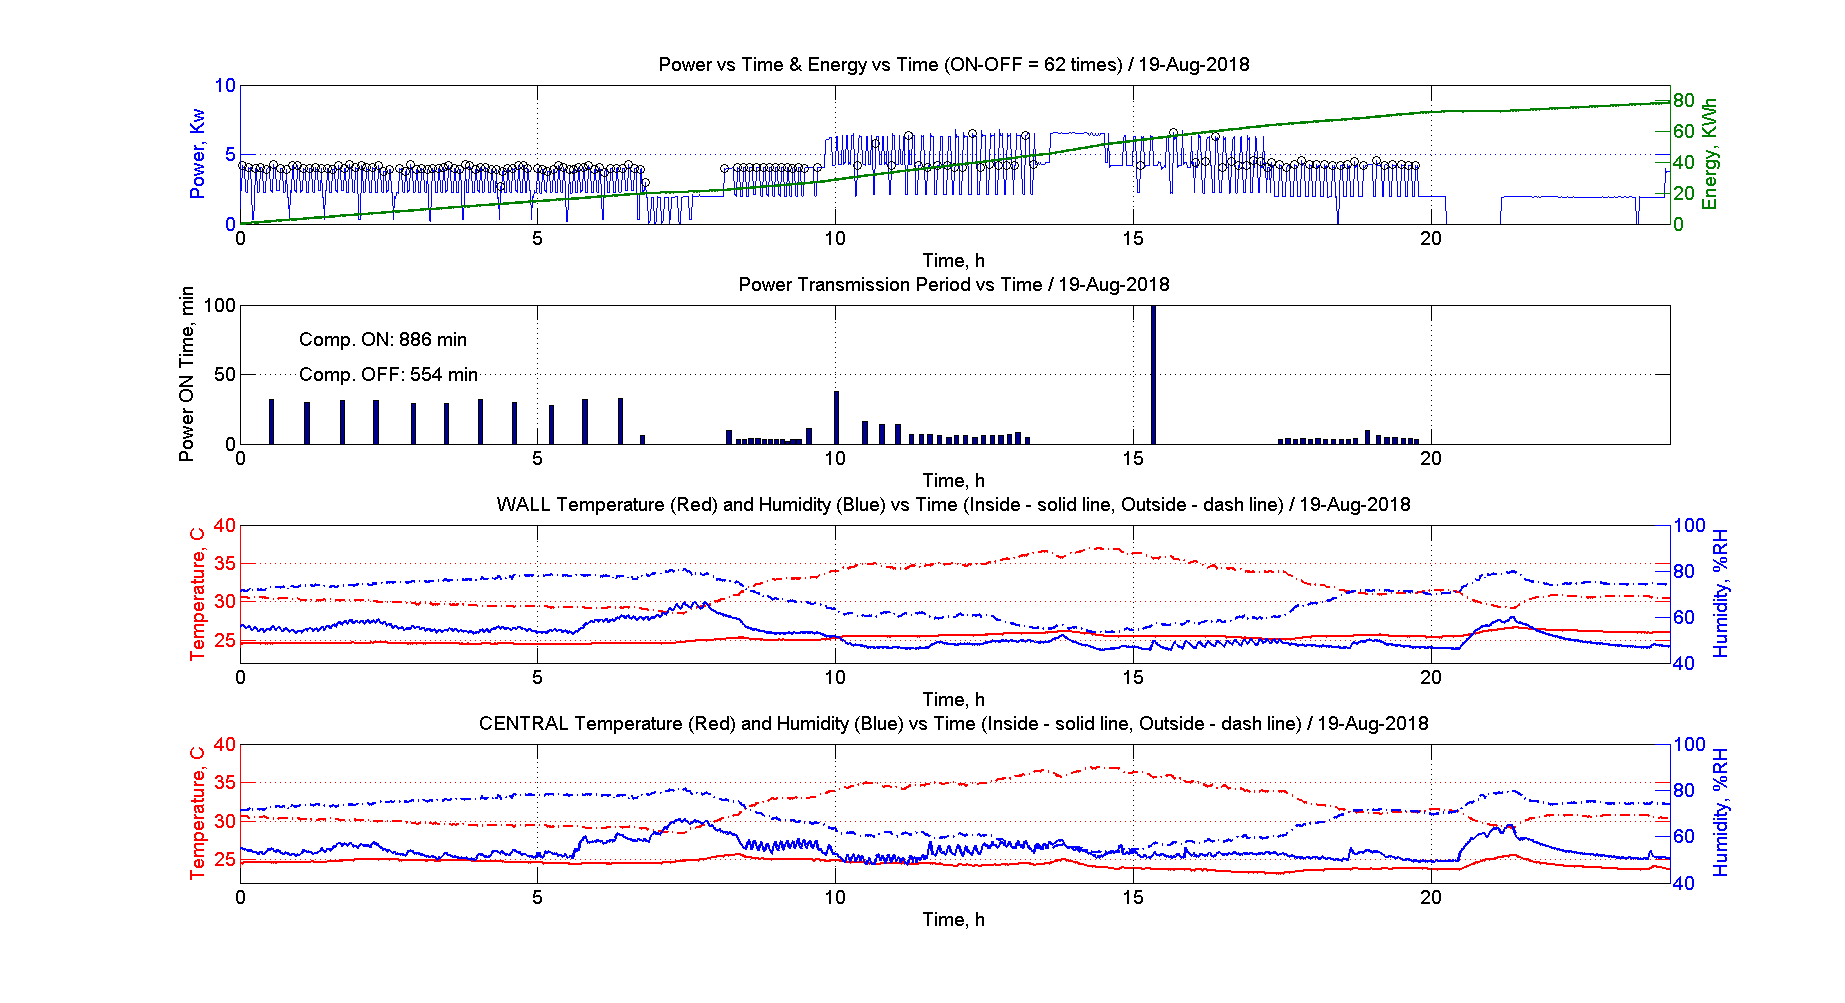 Power vs Time & Energy vs Time (ON-OFF = 62 times) / 19-Aug-2018
Power, Kw
10
5
0
Energy, KWh
80
60
40
20
0
0 5 10 15 20
Time, h
Power Transmission Period vs Time / 19-Aug-2018
Power ON Time, min
100
50
0
Comp. ON: 886 min
Comp. OFF: 554 min
0 5 10 15 20
Time, h
WALL Temperature (Red) and Humidity (Blue) vs Time (Inside - solid line, Outside - dash line) / 19-Aug-2018
Temperature, C
40
35
30
25
Humidity, %RH
100
80
60
40
0 5 10 15 20
Time, h
CENTRAL Temperature (Red) and Humidity (Blue) vs Time (Inside - solid line, Outside - dash line) / 19-Aug-2018
Temperature, C
40
35
30
25
Humidity, %RH
100
80
60
40
0 5 10 15 20
Time, h